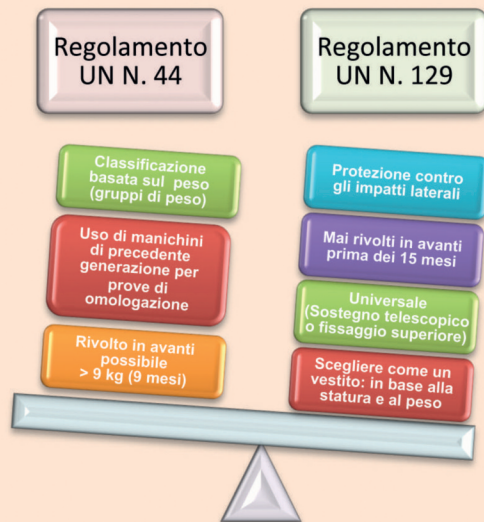 Regolamento
UN N. 44
Classificazione
basata sul peso
(gruppi di peso)
Uso di manichini
di precedente
generazione per
prove di
omologazione
Rivolto in avanti
possibile
> 9 kg (9 mesi)
Regolamento
UN N. 129
Protezione contro
gli impatti laterali
Mai rivolti in avanti
prima dei 15 mesi
Universale
(Sostegno telescopico
o fissaggio superiore)
Scegliere come un
vestito: in base alla
statura e al peso